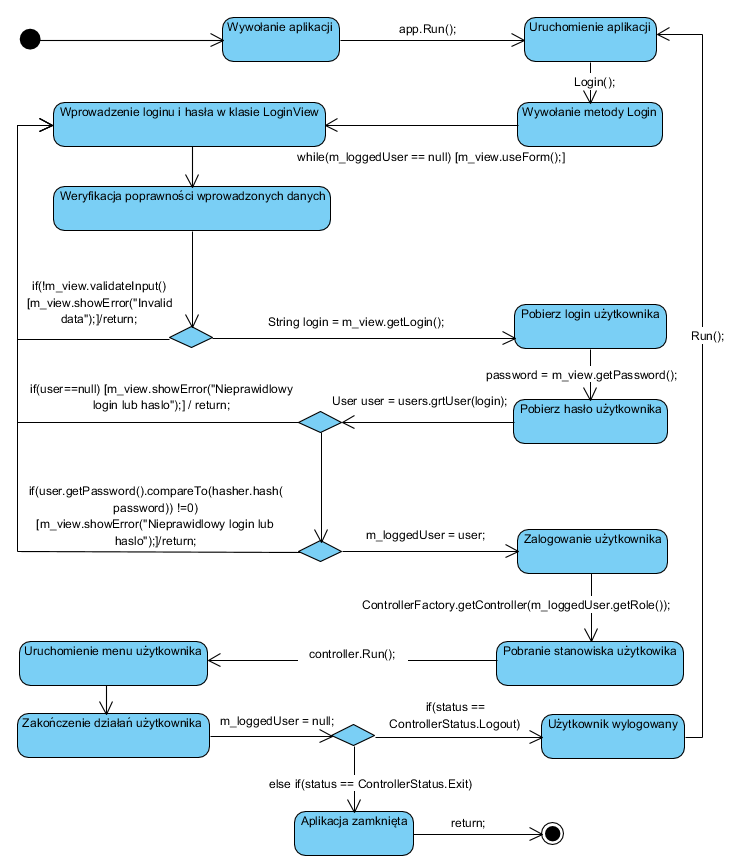 Wywołanie aplikacji
app.Run();
Uruchomienie aplikacji
Login();
Wprowadzenie loginu i hasła w klasie LoginView
Wywołanie metody Login
while(m_loggedUser == null) [m_view.useForm();]
Weryfikacja poprawności wprowadzonych danych
if(!m_view.validateInput()
[m_view.showError("Invalid
data");]/return;
String login = m_view.getLogin();
Pobierz login użytkownika
Run();
password = m_view.getPassword();
if(user==null) [m_view.showError("Nieprawidlowy
login lub haslo");] / return;
User user = users.grtUser(login);
Pobierz hasło użytkownika
if(user.getPassword().compareTo(hasher.hash(
password)) !=0)
[m_view.showError("Nieprawidlowy login lub
haslo");]/return;
m_loggedUser = user;
Zalogowanie użytkownika
ControllerFactory.getController(m_loggedUser.getRole());
Uruchomienie menu użytkownika
controller.Run();
Pobranie stanowiska użytkowika
Zakończenie działań użytkownika
m_loggedUser = null;
if(status ==
ControllerStatus.Logout)
Użytkownik wylogowany
else if(status == ControllerStatus.Exit)
Aplikacja zamknięta
return;